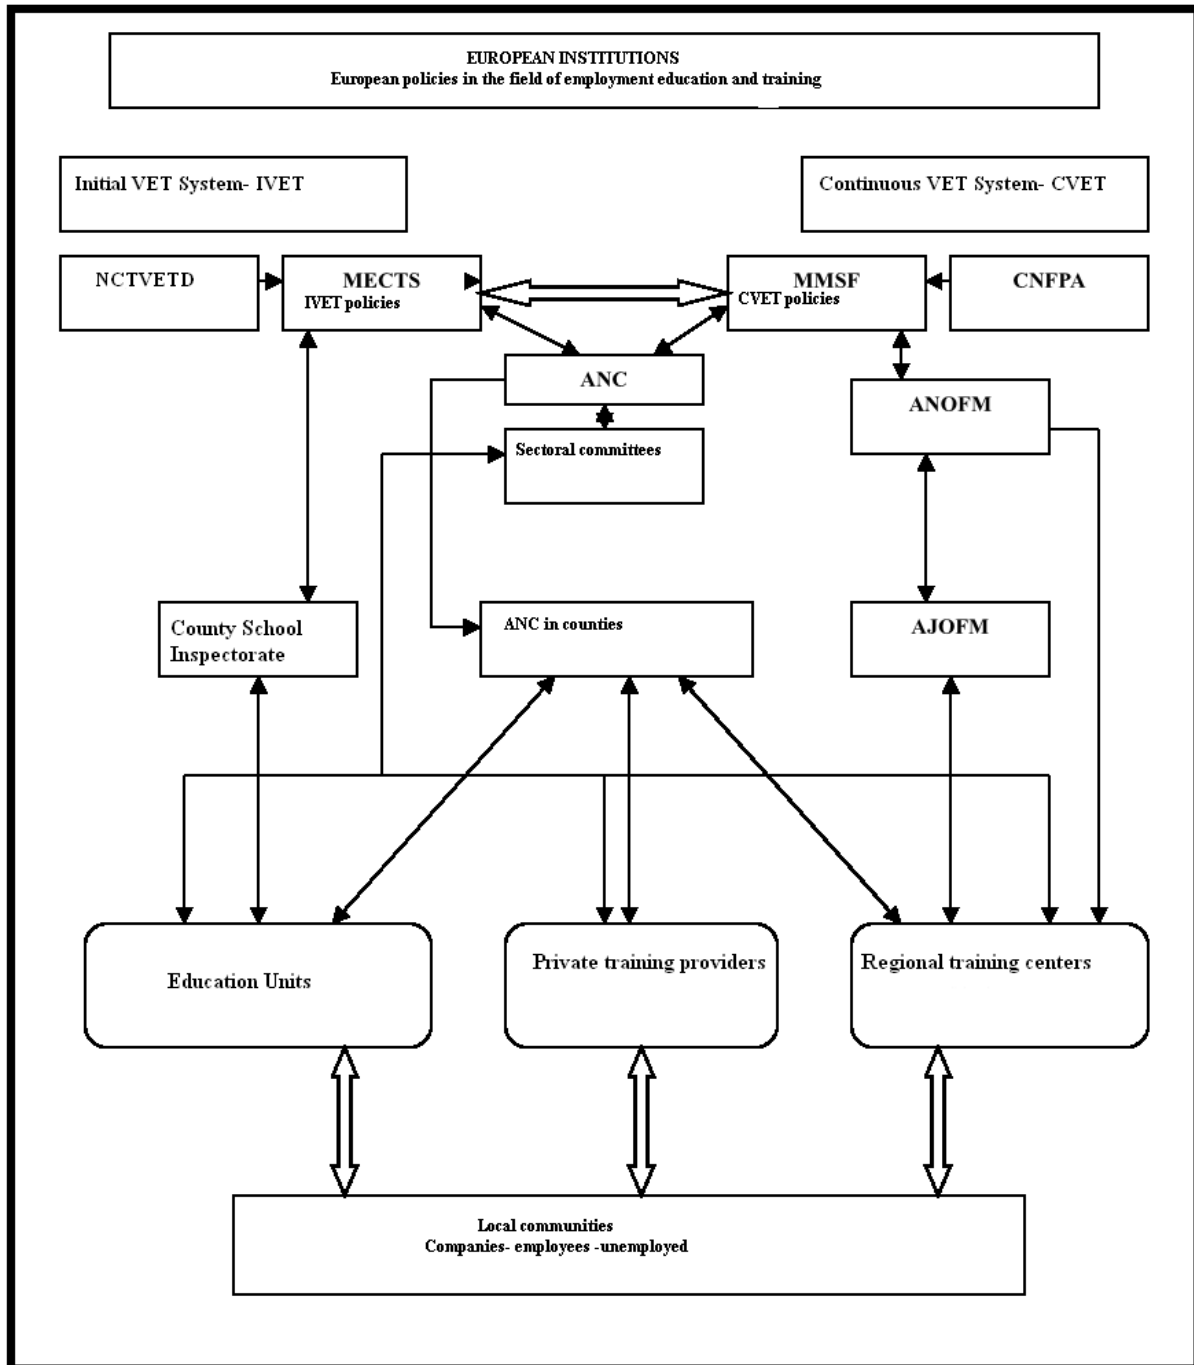 EUROPEAN INSTITUTIONS
European policies in the field of employment education and training
Initial VET System- IVET
Continuous VET System- CVET
NCTVETD
MECTS
IVET policies
MMSF
CVET policies
CNFPA
ANC
ANOFM
Sectoral committees
County School
Inspectorate
ANC in counties
AJOFM
Education Units
Private training providers
Regional training centers
Local communities
Companies- employees -unemployed